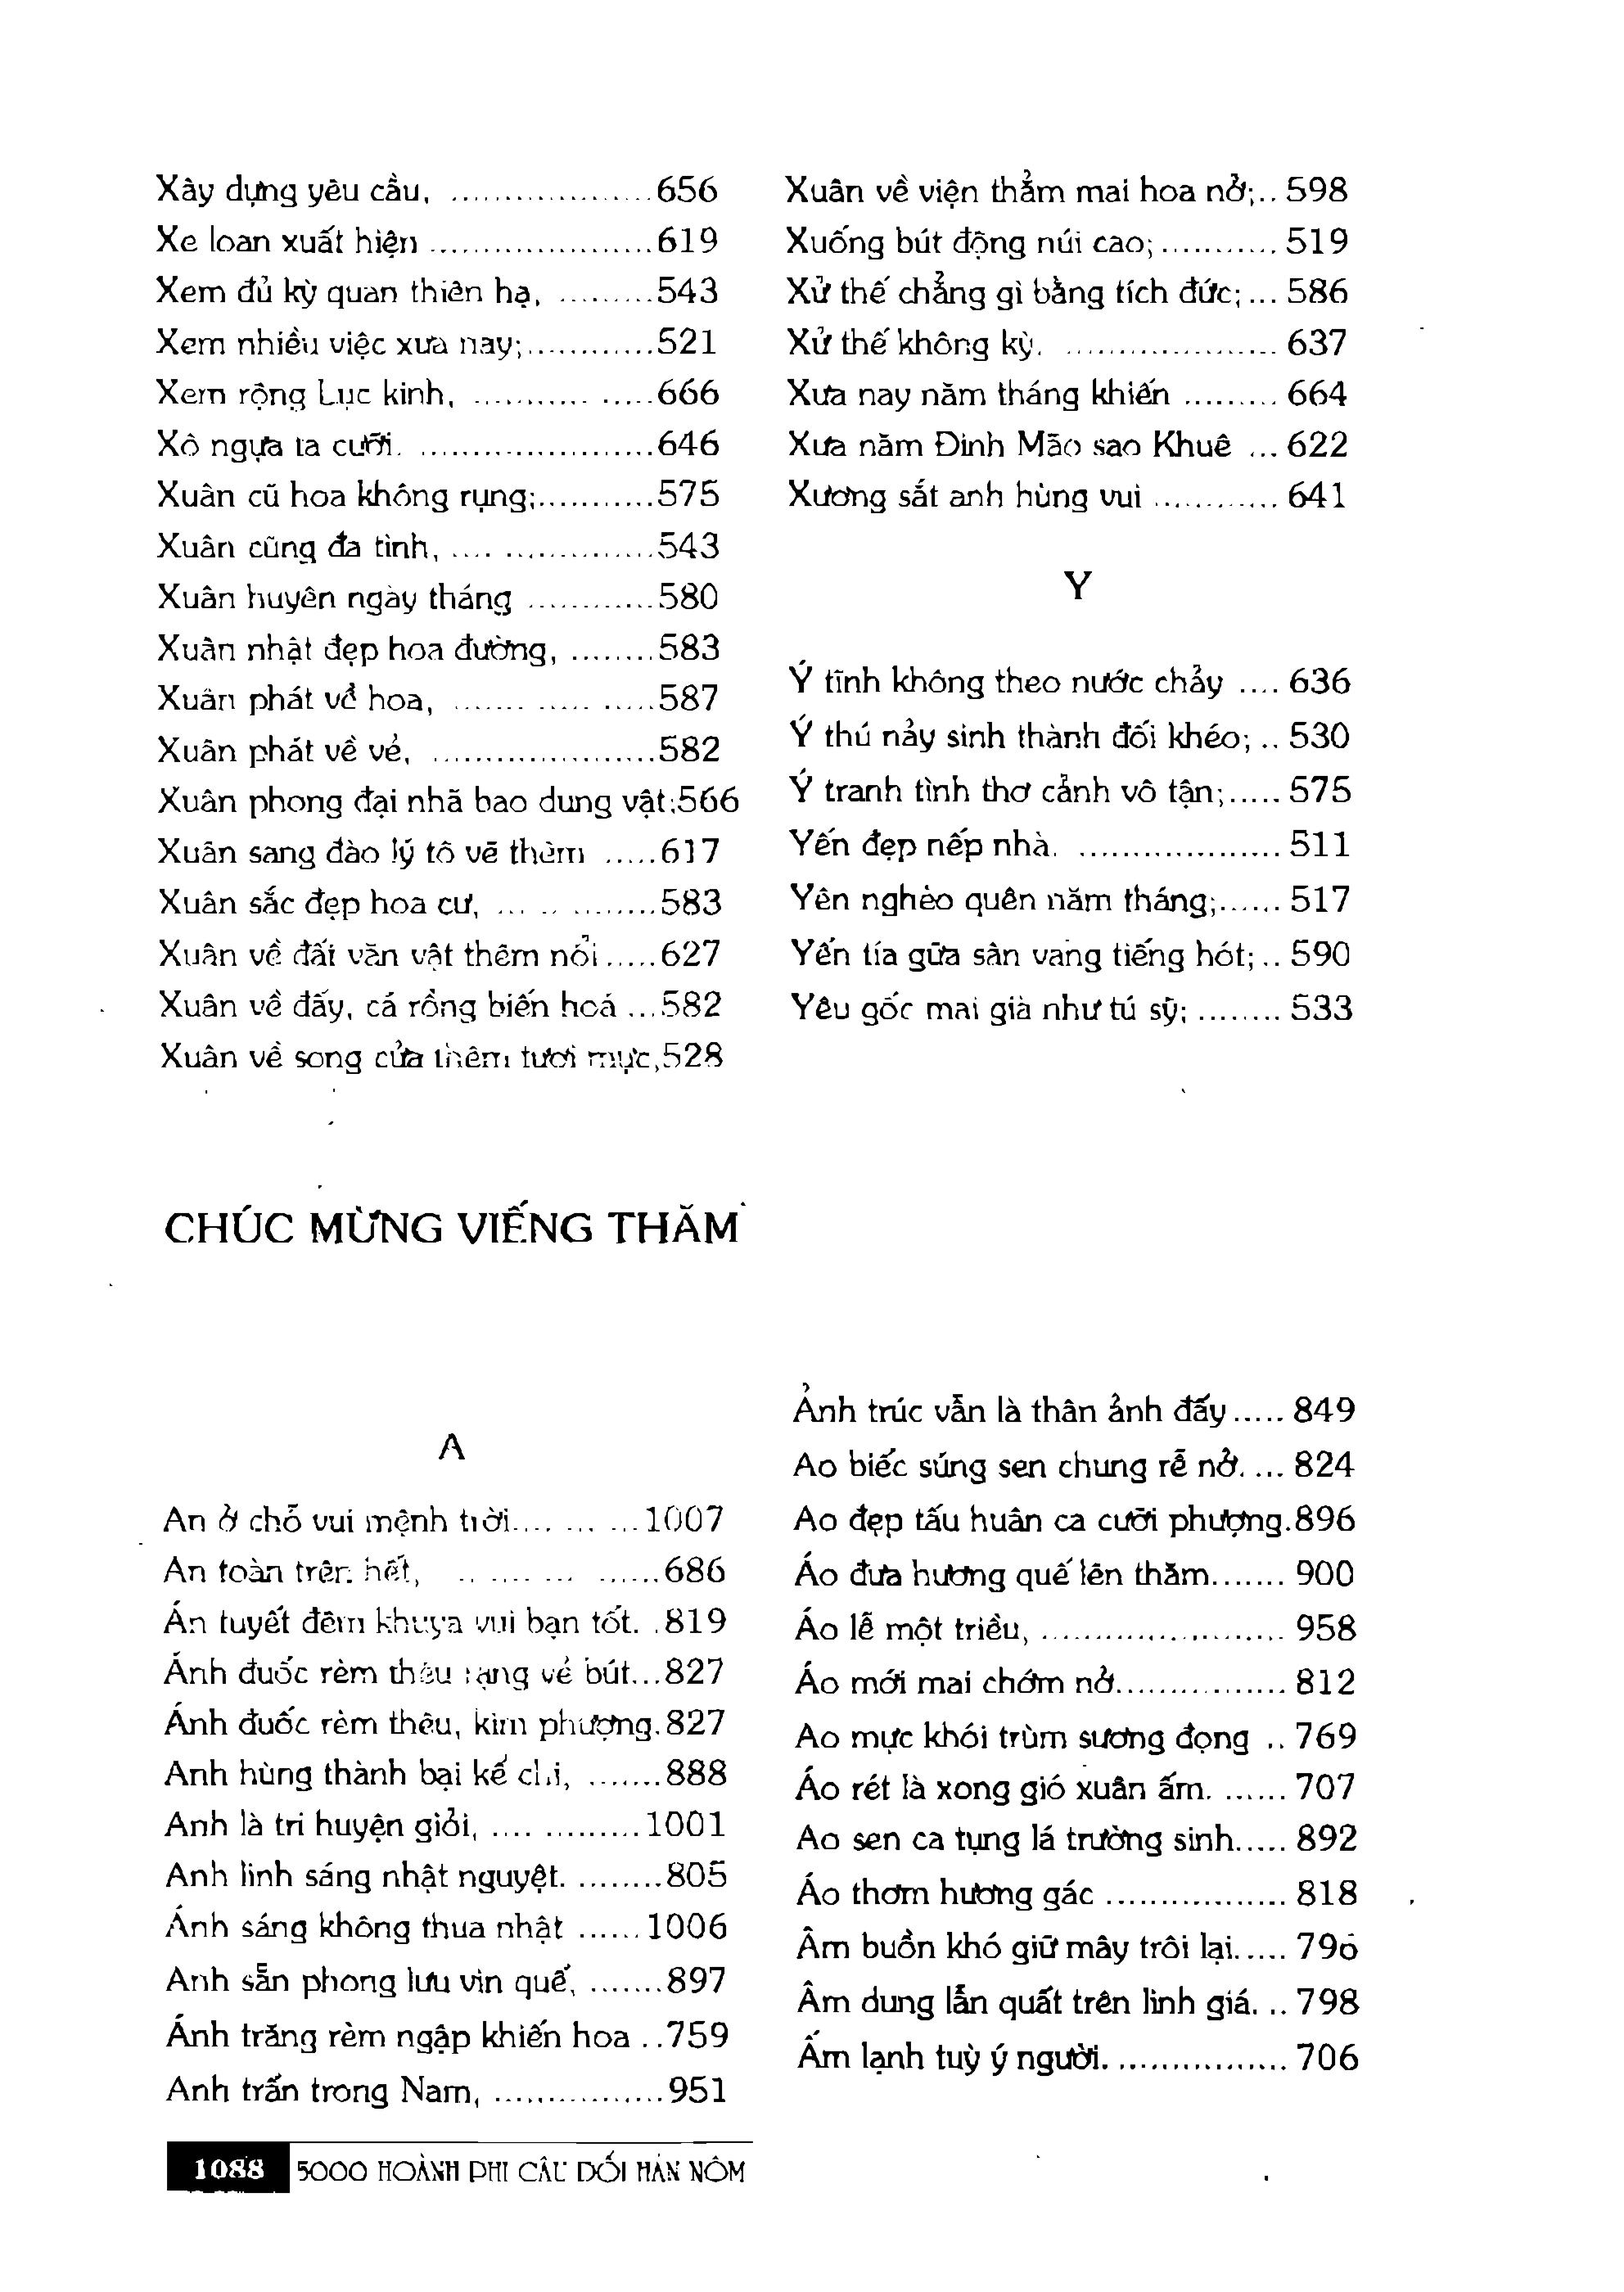 Xây dựng yêu cầu, ...................656
Xe loan xuất hiện .....................619
Xem đủ kỳ quan thiên hạ, .........543
Xem nhiều việc xưa nay;............521
Xem rộng Lục kinh, ................666
Xô ngựa ta cưỡi. ......................646
Xuân cũ hoa không rụng;...........575
Xuân cũng đa tình, ..................543
Xuân huyên ngày tháng ............580
Xuân nhật đẹp hoa đường, ........583
Xuân phát về hoa, ..................587
Xuân phát về vẻ, .....................582
Xuân phong đại nhã bao dung vật;566
Xuân sang đào lý tô vẽ thêm .....617
Xuân sắc đẹp hoa cư, .............583
Xuân về đất văn vật thêm nổi.....627
Xuân về đấy, cá rồng biến hoá ...582
Xuân về song cửa thêm tươi mực,528
Xuân về viện thẳm mai hoa nở;.. 598
Xuống bút động núi cao;........... 519
Xử thế chẳng gì bằng tích đức;... 586
Xử thế không kỳ. .................... 637
Xưa nay năm tháng khiến ......... 664
Xưa năm Đinh Mão sao Khuê ... 622
Xương sắt anh hùng vui ............ 641
Y
Ý tĩnh không theo nước chảy .... 636
Ý thú nảy sinh thành đối khéo; .. 530
Ý tranh tình thơ cảnh vô tận;..... 575
Yến đẹp nếp nhà. ................... 511
Yên nghèo quên năm tháng;...... 517
Yến tía gữa sân vang tiếng hót; .. 590
Yêu gốc mai già như tú sỹ; ........ 533
CHÚC MỪNG VIẾNG THĂM
A
An ở chỗ vui mệnh trời.... ... ...1007
An toàn trên hết, .................686
Án tuyết đêm khuya vui bạn tốt. .819
Ánh đuốc rèm thêu rạng vẻ bút...827
Ánh đuốc rèm thêu, kim phượng.827
Anh hùng thành bại kể chi, .......888
Anh là tri huyện giỏi, .............1001
Anh linh sáng nhật nguyệt. .........805
Ánh sáng không thua nhật ......1006
Anh sẵn phong lưu vin quế, .......897
Ánh trăng rèm ngập khiến hoa ..759
Anh trấn trong Nam, ................951
Ảnh trúc vẫn là thân ảnh đấy ..... 849
Ao biếc súng sen chung rễ nở. ... 824
Ao đẹp tấu huân ca cưỡi phượng.896
Áo đưa hương quế lên thăm....... 900
Áo lễ một triều, ....................... 958
Áo mới mai chớm nở................ 812
Ao mực khói trùm sương đọng .. 769
Áo rét là xong gió xuân ấm. ...... 707
Ao sen ca tụng lá trường sinh..... 892
Áo thơm hương gác ................. 818
Âm buồn khó giữ mây trôi lại..... 796
Âm dung lẩn quất trên linh giá. .. 798
Ấm lạnh tuỳ ý người................. 706
1088 5000 HOÀNH PHI CÂU ĐỐI HÁN NÔM